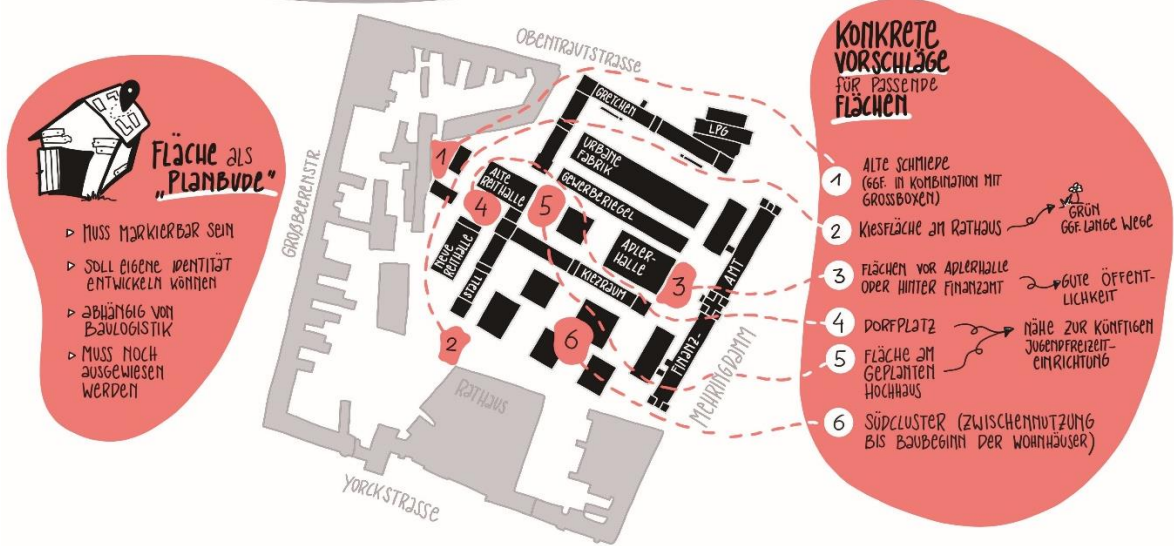 FLÄCHE ALS
„PLANBUDE"
▷ MUSS MARKIERBAR SEIN
▷ SOLL EIGENE IDENTITÄT
ENTWICKELN KÖNNEN
▷ ABHÄNGIG VON
BAULOGISTIK
▷ MUSS NOCH
AUSGEWIESEN
WERDEN
OBENTRAUTSTRASSE
GROSSBEERENSTR.
MEHRINGDAMM
YORCKSTRASSE
GRETCHEN
LPG
URBANE
FABRIK
GEWERBERIEGEL
1
ALTE
REITHALLE
4
5
NEUE
REITHALLE
STALL
ADLER-
HALLE
KIEZRAUM
3
FINANZ-
AMT
6
2
RATHAUS
KONKRETE
VORSCHLÄGE
FÜR PASSENDE
FLÄCHEN
1 ALTE SCHMIEDE
(GGF. IN KOMBINATION MIT
GROSSBOXEN)
2 KIESFLÄCHE AM RATHAUS
GRÜN
GGF. LANGE WEGE
3 FLÄCHEN VOR ADLERHALLE
ODER HINTER FINANZAMT
GUTE ÖFFENT-
LICHKEIT
4 DORFPLATZ
5 FLÄCHE AM
GEPLANTEN
HOCHHAUS
NÄHE ZUR KÜNFTIGEN
JUGENDFREIZEIT-
EINRICHTUNG
6 SÜDCLUSTER (ZWISCHENNUTZUNG
BIS BAUBEGINN DER WOHNHÄUSER)